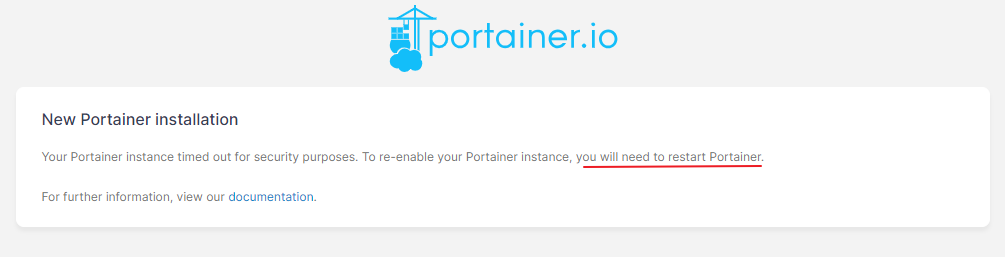 portainer.io
New Portainer installation
Your Portainer instance timed out for security purposes. To re-enable your Portainer instance, you will need to restart Portainer.
For further information, view our documentation.